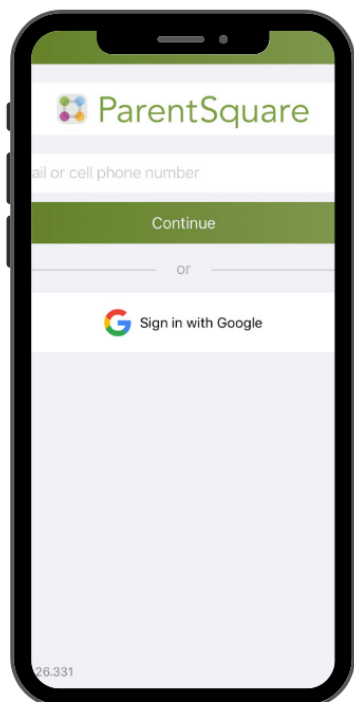 ParentSquare
ail or cell phone number
Continue
or
Sign in with Google
26.331